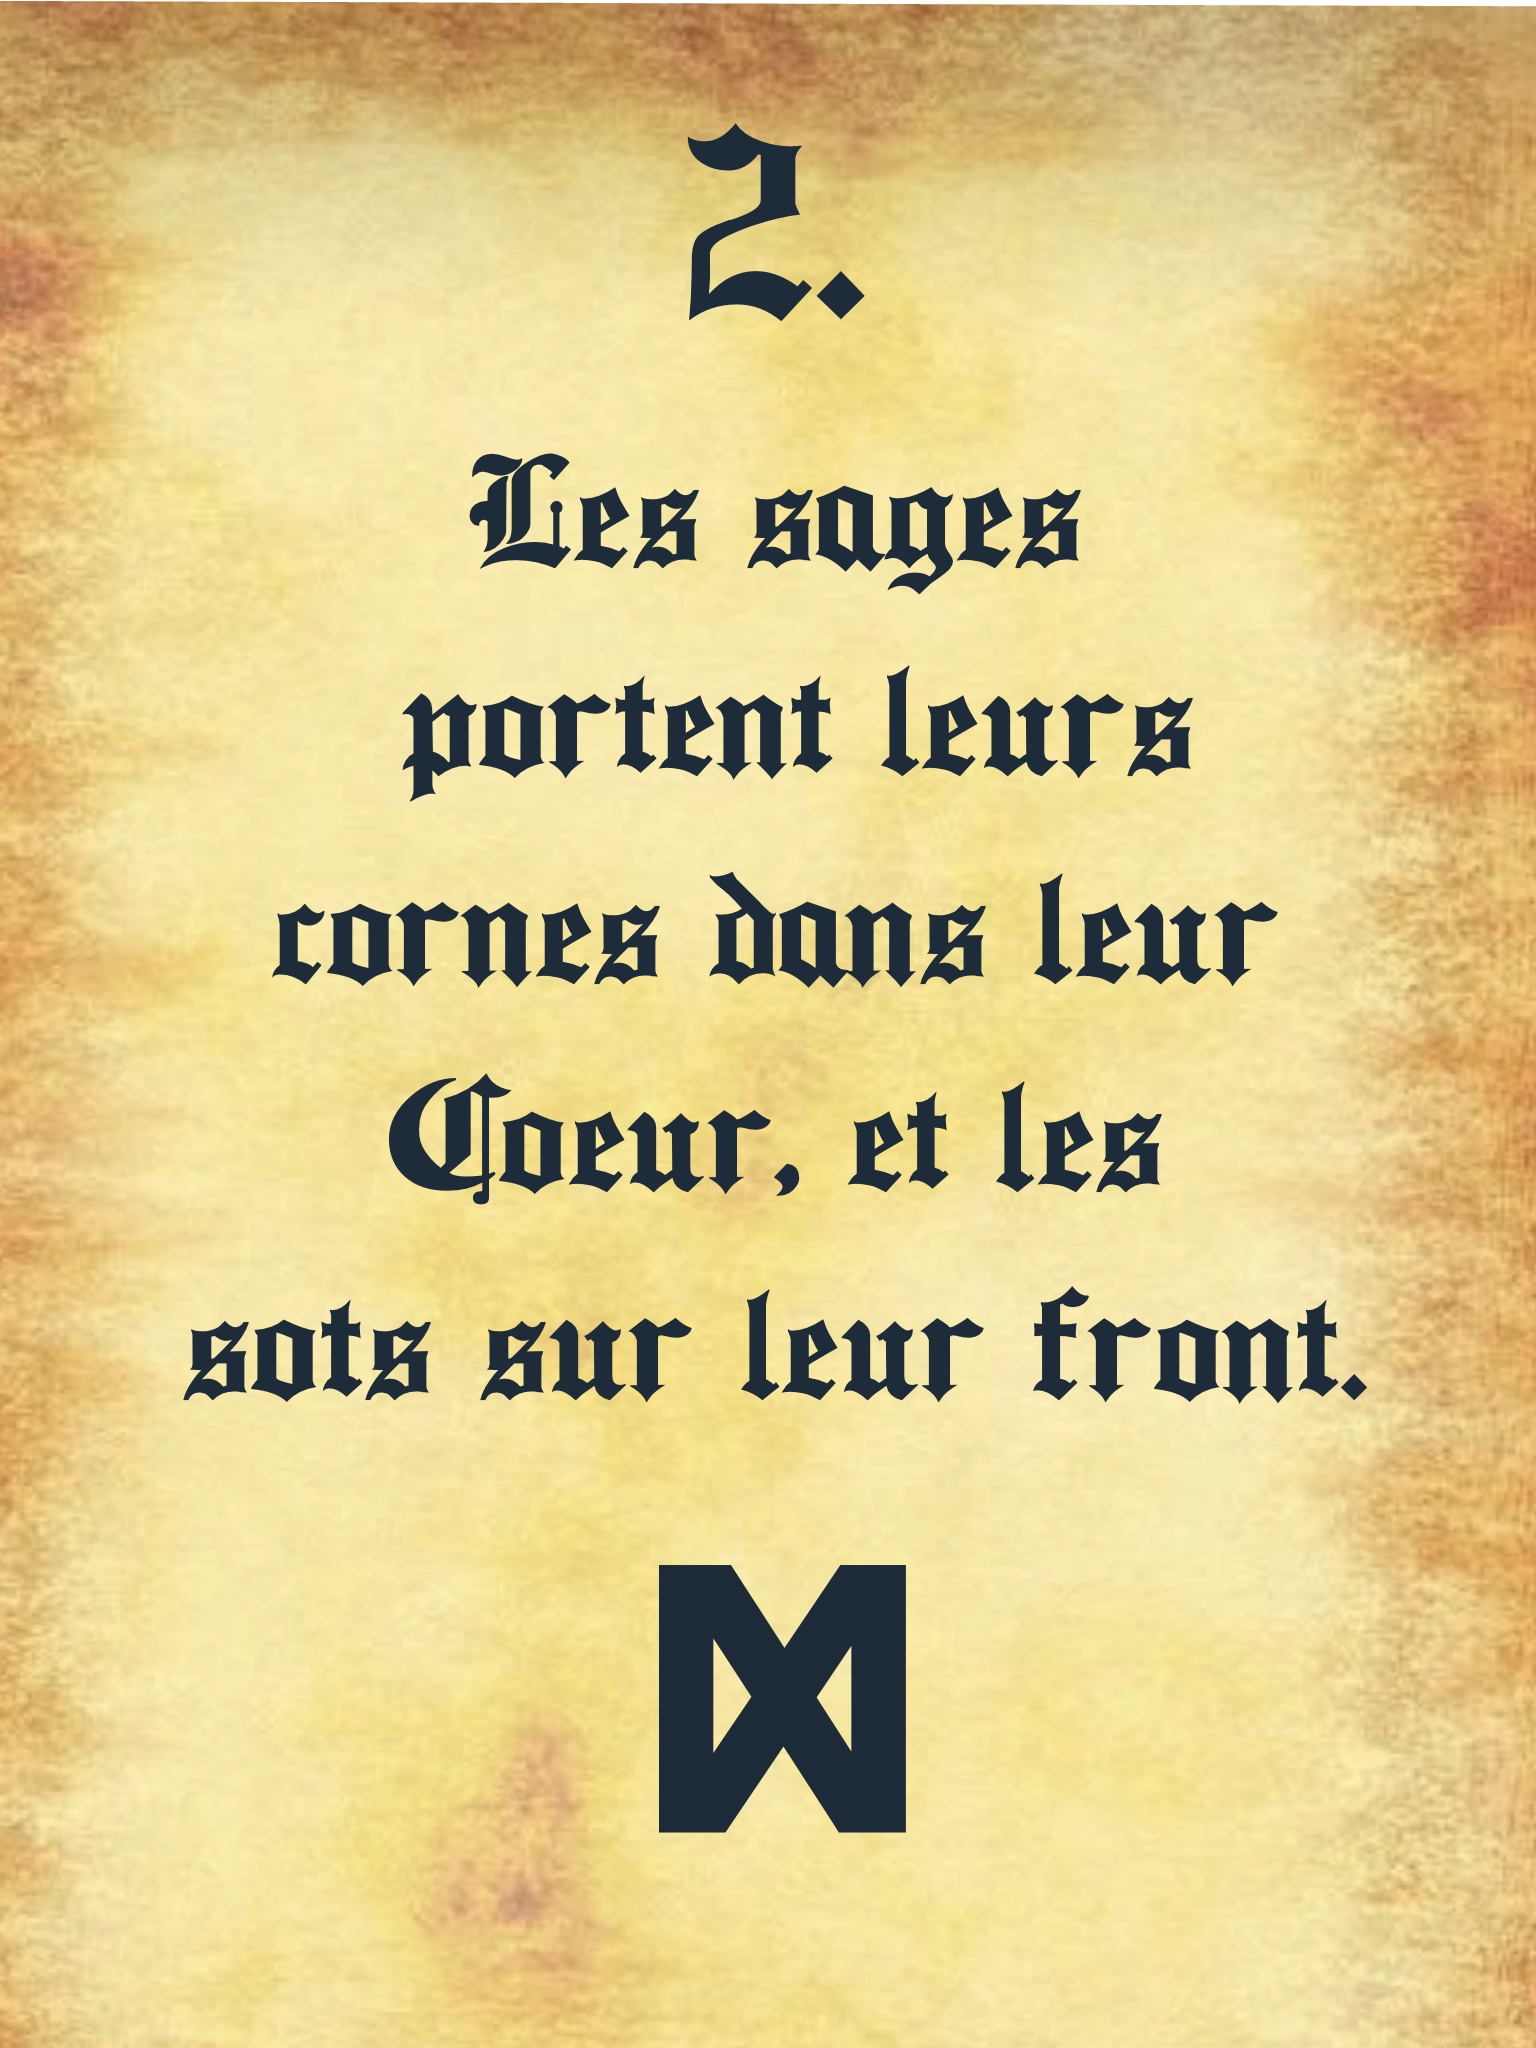 2.
Les sages
portent leurs
cornes dans leur
Coeur, et les
sots sur leur front.
ᛞ